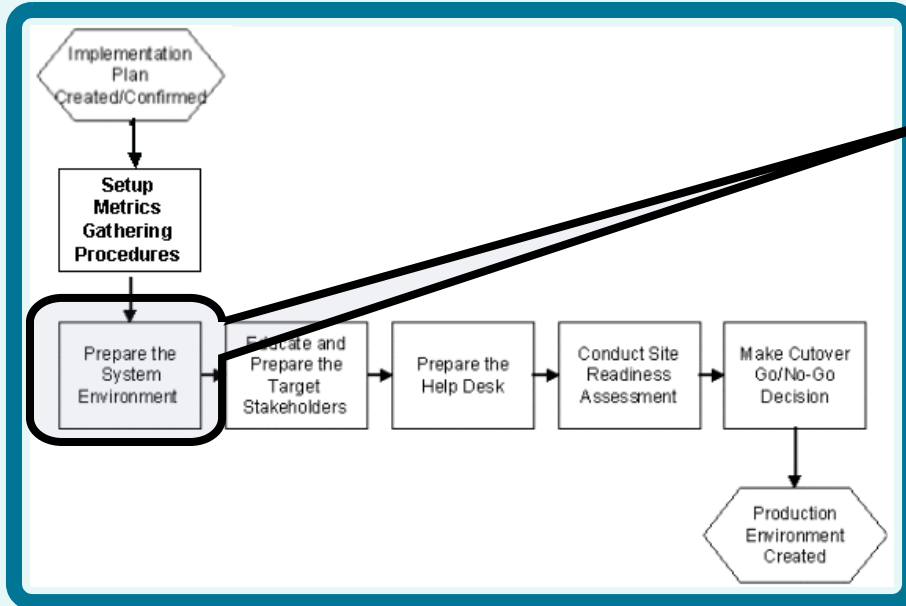 Implementation
Plan
Created/Confirmed
Setup
Metrics
Gathering
Procedures
Prepare the
System
Environment
Educate and
Prepare the
Target
Stakeholders
Prepare the
Help Desk
Conduct Site
Readiness
Assessment
Make Cutover
Go/No-Go
Decision
Production
Environment
Created